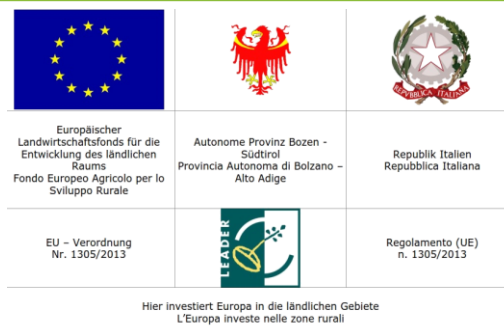 REPVBBLICA ITALIANA
Europäischer
Landwirtschaftsfonds für die
Entwicklung des ländlichen
Raums
Fondo Europeo Agricolo per lo
Sviluppo Rurale
Autonome Provinz Bozen -
Südtirol
Provincia Autonoma di Bolzano –
Alto Adige
Republik Italien
Repubblica Italiana
EU – Verordnung
Nr. 1305/2013
LEADER
Regolamento (UE)
n. 1305/2013
Hier investiert Europa in die ländlichen Gebiete
L'Europa investe nelle zone rurali